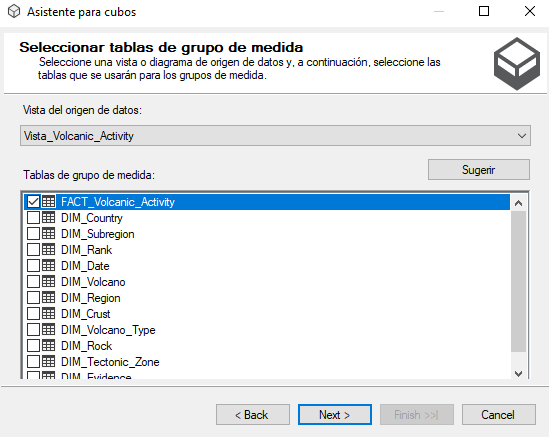 Asistente para cubos
Seleccionar tablas de grupo de medida
Seleccione una vista o diagrama de origen de datos y, a continuación, seleccione las
tablas que se usarán para los grupos de medida.
Vista del origen de datos:
Vista_Volcanic_Activity
Sugerir
Tablas de grupo de medida:
FACT_Volcanic_Activity
DIM_Country
DIM_Subregion
DIM_Rank
DIM_Date
DIM_Volcano
DIM_Region
DIM_Crust
DIM_Volcano_Type
DIM_Rock
DIM_Tectonic_Zone
DIM_Evidence
< Back
Next >
Finish >>|
Cancel